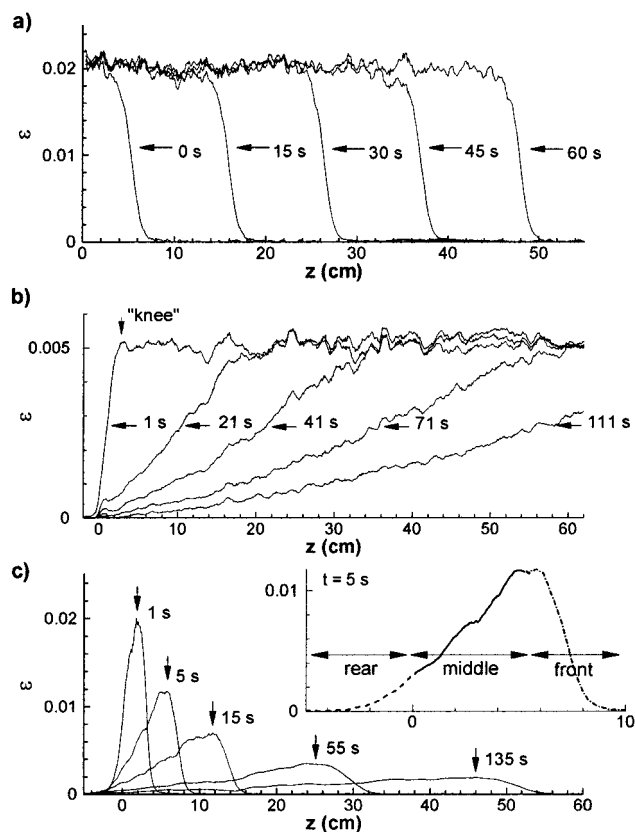 a)
0.02
ε
0.01
0 s
15 s
30 s
45 s
60 s
0
0
10
20
30
40
50
z (cm)
b)
"knee"
0.005
ε
1 s
21 s
41 s
71 s
111 s
0
0
10
20
30
40
50
60
z (cm)
c)
0.02
ε
0.01
0
1 s
5 s
15 s
55 s
135 s
0.01
t = 5 s
rear
middle
front
0
0
10
0
10
20
30
40
50
60
z (cm)